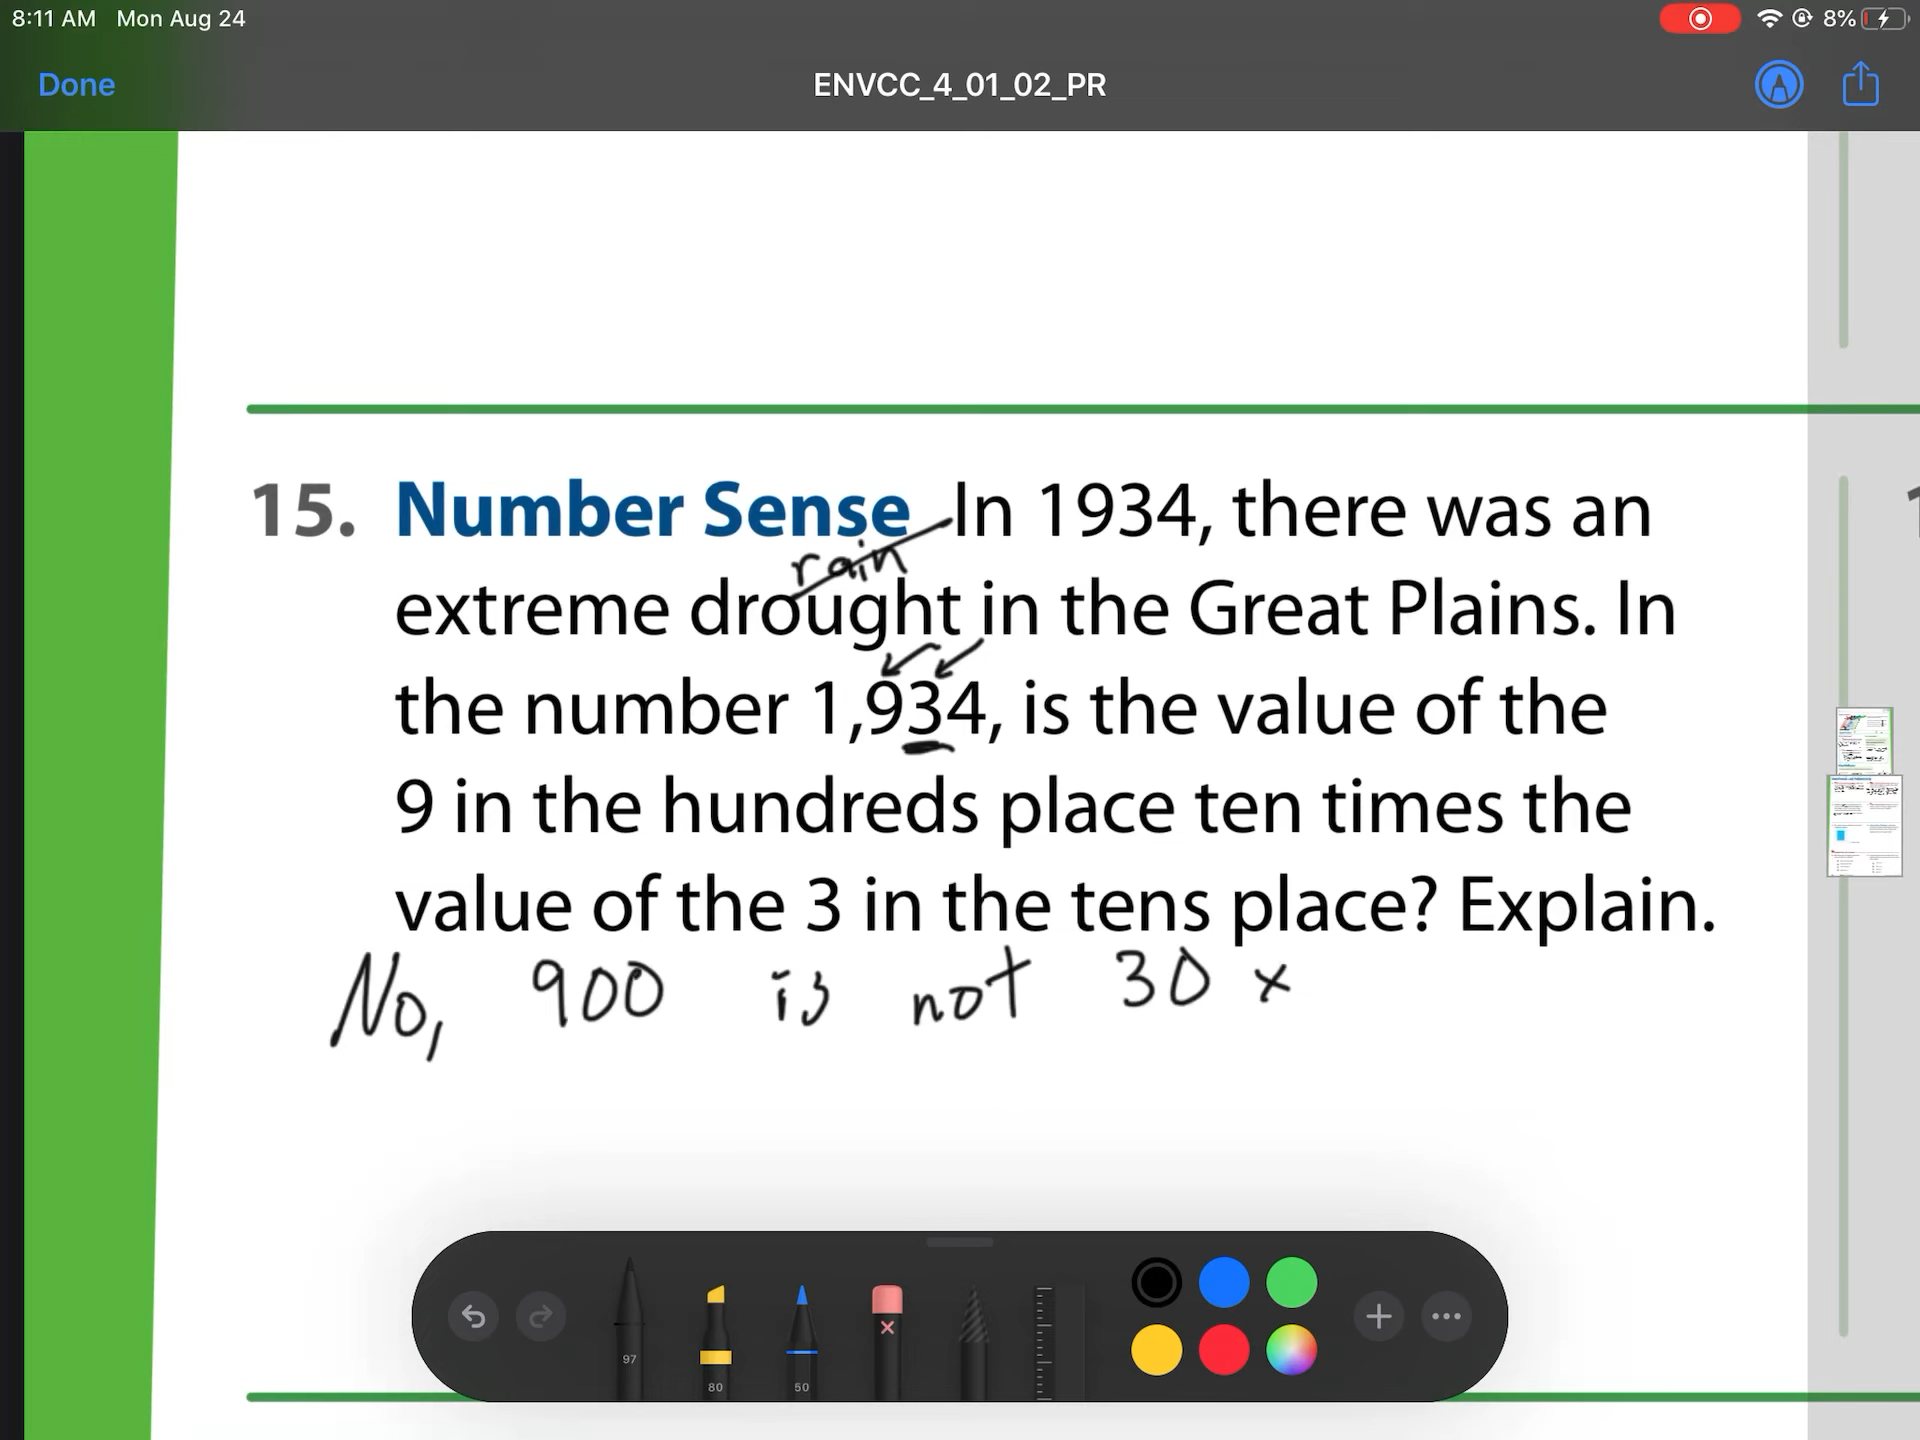 8:11 AM Mon Aug 24
8%
Done
ENVCC_4_01_02_PR
15. Number Sense In 1934, there was an
rain
extreme drought in the Great Plains. In
the number 1,934, is the value of the
9 in the hundreds place ten times the
value of the 3 in the tens place? Explain.
No, 900 is not 30 x
97
80
50